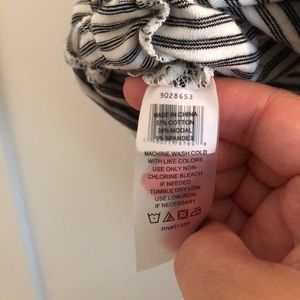 9028653
MADE IN CHINA
57% COTTON
38% MODAL
5% SPANDEX
MACHINE WASH COLD
WITH LIKE COLORS
USE ONLY NON-
CHLORINE BLEACH
IF NEEDED
TUMBLE DRY LOW
USE LOW IRON
IF NECESSARY